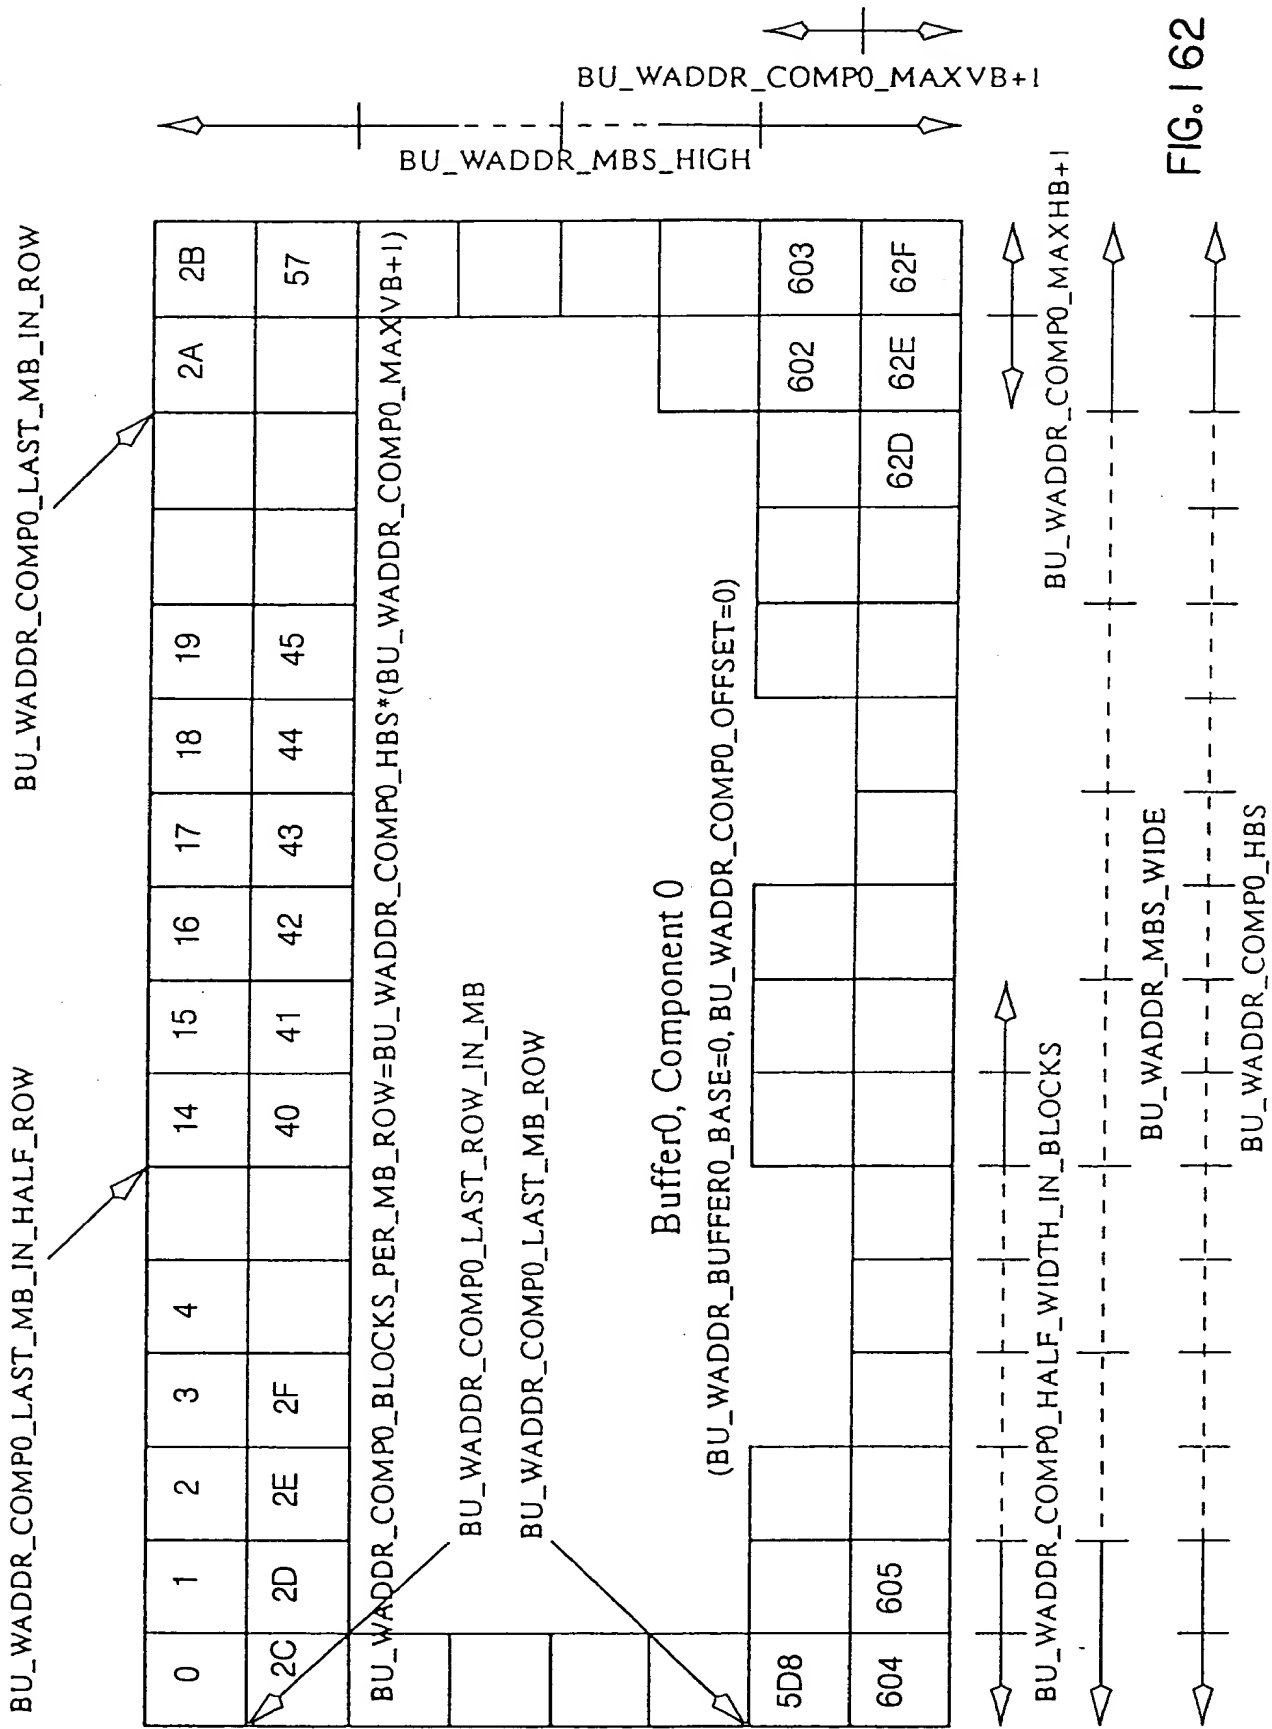 BU_WADDR_COMP0_LAST_MB_IN_HALF_ROW
BU_WADDR_COMP0_LAST_MB_IN_ROW
0 1 2 3 4 14 15 16 17 18 19 2A 2B
2C 2D 2E 2F 40 41 42 43 44 45 57
BU_WADDR_COMP0_BLOCKS_PER_MB_ROW=BU_WADDR_COMP0_HBS*(BU_WADDR_COMP0_MAXVB+1)
BU_WADDR_COMP0_LAST_ROW_IN_MB
BU_WADDR_COMP0_LAST_MB_ROW
Buffer0, Component 0
(BU_WADDR_BUFFER0_BASE=0, BU_WADDR_COMP0_OFFSET=0)
5D8 602 603
604 605 62D 62E 62F
BU_WADDR_MBS_HIGH
BU_WADDR_COMP0_MAXVB+1
BU_WADDR_COMP0_HALF_WIDTH_IN_BLOCKS
BU_WADDR_COMP0_MAXHB+1
BU_WADDR_MBS_WIDE
BU_WADDR_COMP0_HBS
FIG.162